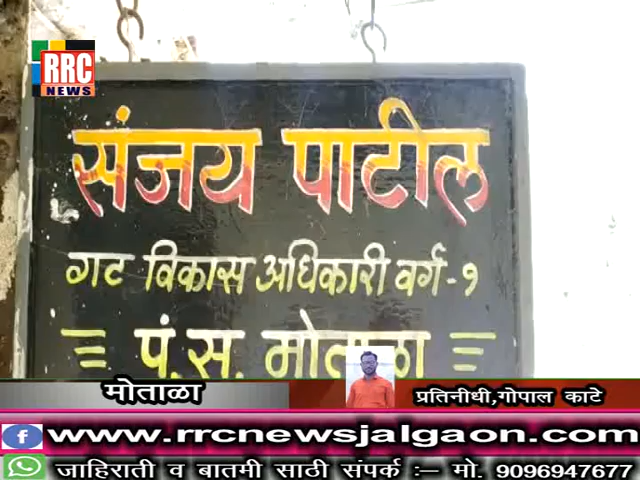 RRC
NEWS
संजय पाटील
गट विकास अधिकारी वर्ग-१
= पं.स. मोताळा =
मोताळा
प्रतिनीधी,गोपाल काटे
www.rrcnewsjalgaon.com
जाहिराती व बातमी साठी संपर्क :– मो. 9096947677